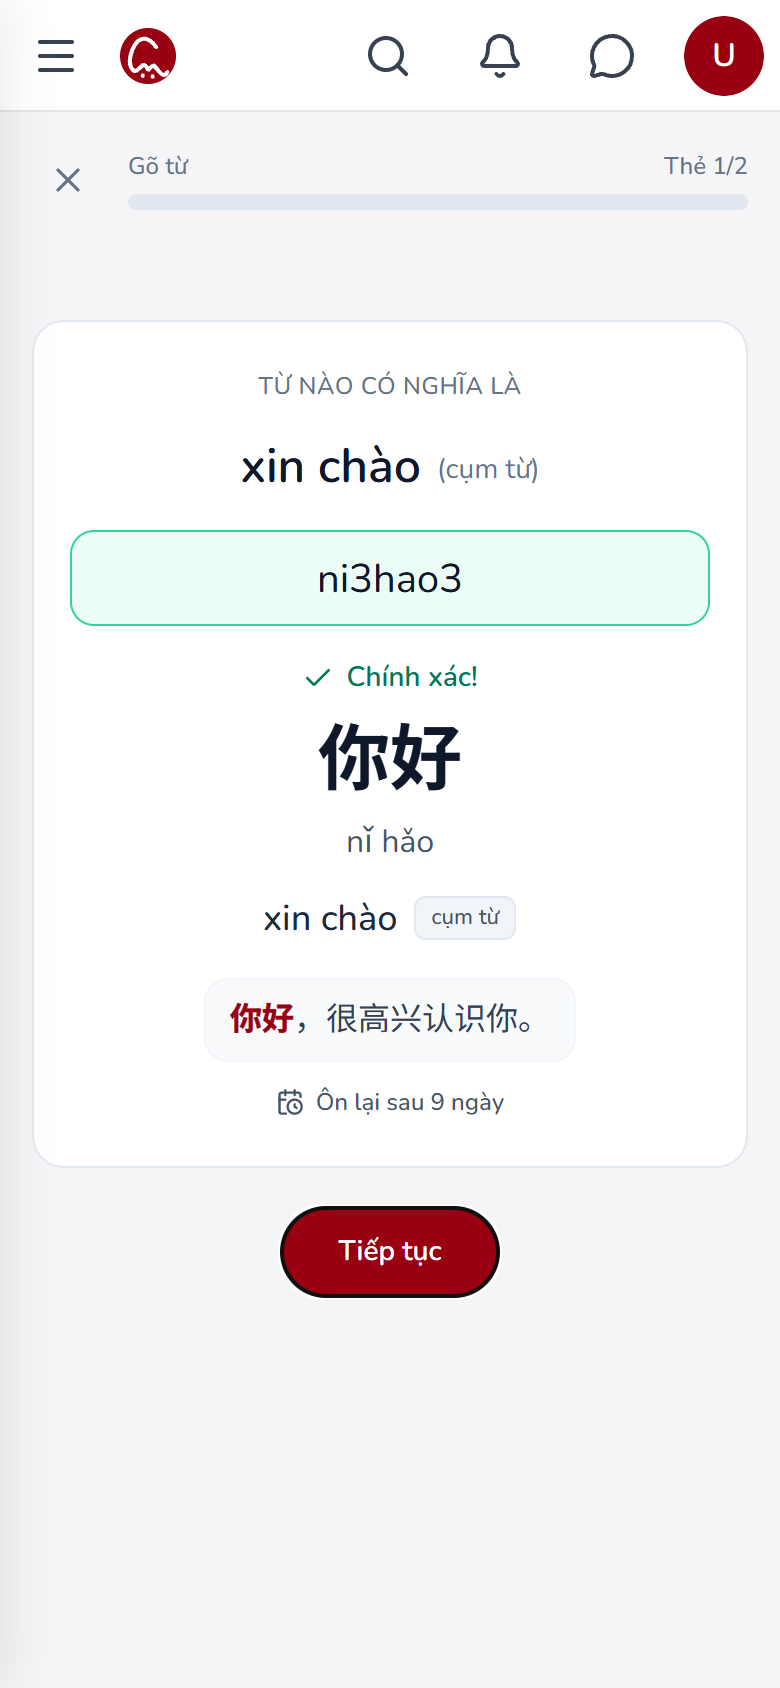 U
Gõ từ
Thẻ 1/2
TỪ NÀO CÓ NGHĨA LÀ
xin chào (cụm từ)
ni3hao3
Chính xác!
你好
nǐ hǎo
xin chào cụm từ
你好，很高兴认识你。
Ôn lại sau 9 ngày
Tiếp tục